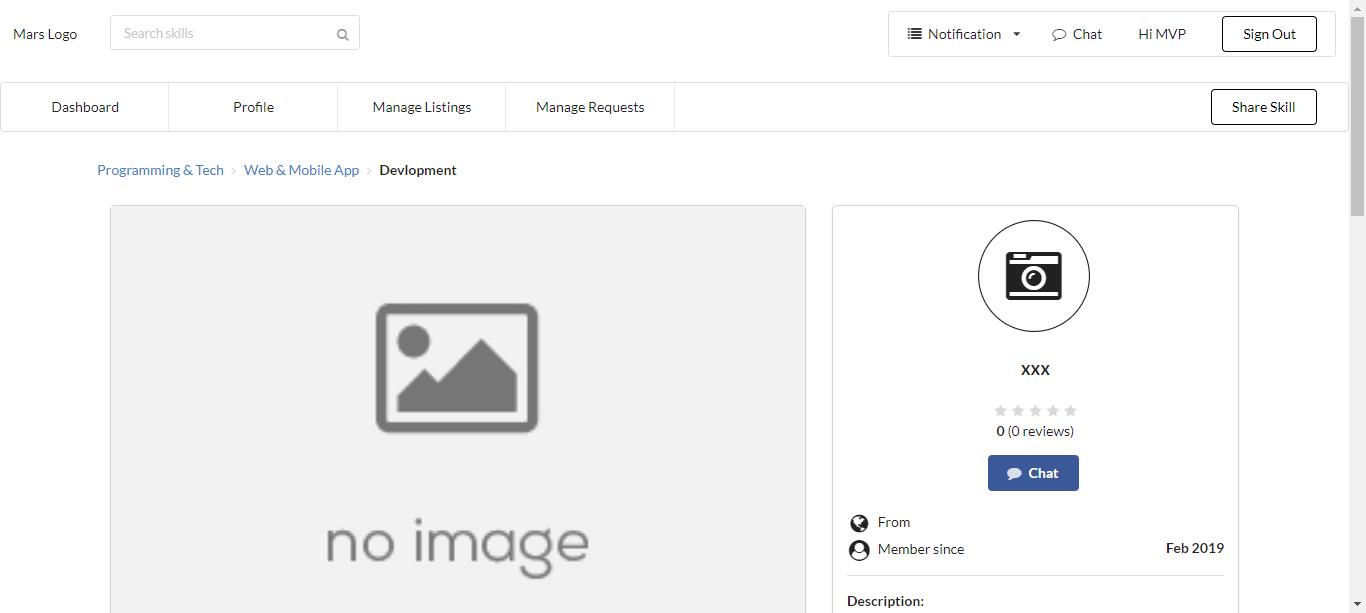 Mars Logo
Search skills
Notification
Chat
Hi MVP
Sign Out
Dashboard
Profile
Manage Listings
Manage Requests
Share Skill
Programming & Tech › Web & Mobile App › Devlopment
no image
xxx
0 (0 reviews)
Chat
From
Member since Feb 2019
Description: